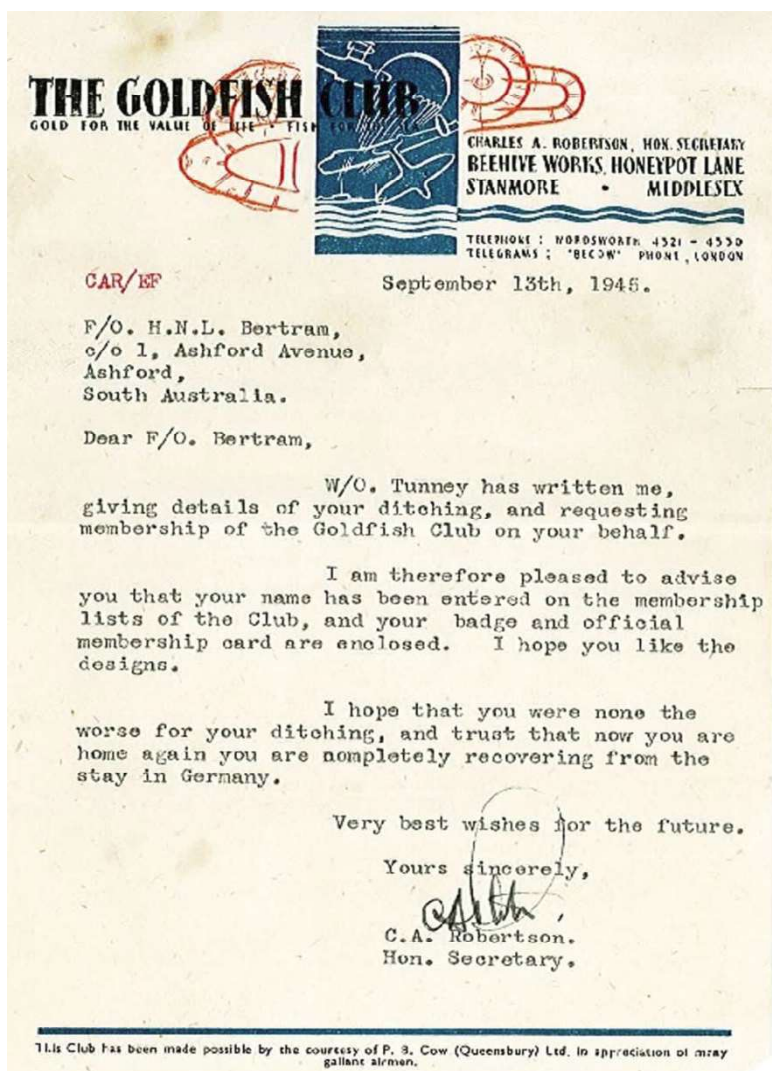 THE GOLDFISH CLUB
GOLD FOR THE VALUE OF LIFE • FISH FOR
CHARLES A. ROBERTSON, HON. SECRETARY
BEEHIVE WORKS, HONEYPOT LANE
STANMORE • MIDDLESEX
TELEPHONE : WORDSWORTH 4321 - 4330
TELEGRAMS ; "BECOW" PHONE, LONDON
CAR/EF
September 13th, 1945.
F/O. H.N.L. Bertram,
c/o 1, Ashford Avenue,
Ashford,
South Australia.
Dear F/O. Bertram,
W/O. Tunney has written me,
giving details of your ditching, and requesting
membership of the Goldfish Club on your behalf.
I am therefore pleased to advise
you that your name has been entered on the membership
lists of the Club, and your badge and official
membership card are enclosed. I hope you like the
designs.
I hope that you were none the
worse for your ditching, and trust that now you are
home again you are nompletely recovering from the
stay in Germany.
Very best wishes for the future.
Yours sincerely,
C.A. Robertson.
Hon. Secretary.
This Club has been made possible by the courtesy of P. B. Cow (Queensbury) Ltd. in appreciation of many
gallant airmen.